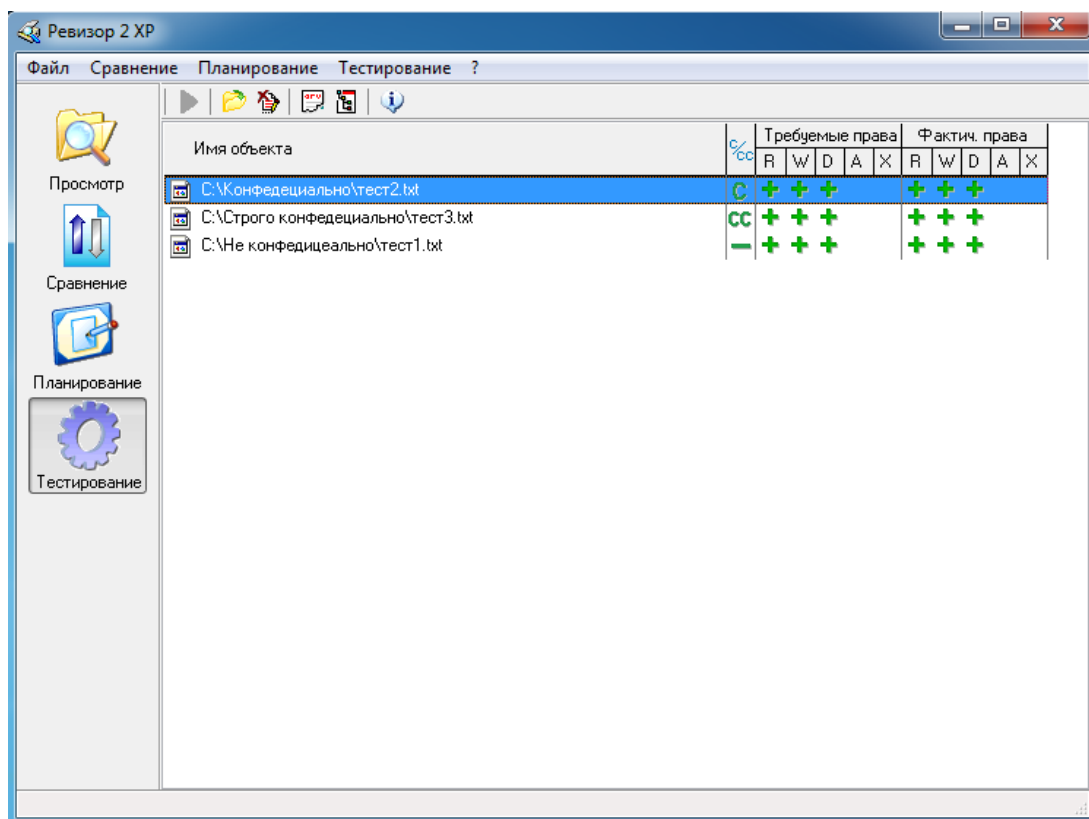 Ревизор 2 XP
Файл Сравнение Планирование Тестирование ?
Просмотр
Сравнение
Планирование
Тестирование
Имя объекта
С/СС
Требуемые права Фактич. права
R W D A X R W D A X
C:\Конфедециально\тест2.txt C
C:\Строго конфедециально\тест3.txt CC
C:\Не конфедицеально\тест1.txt